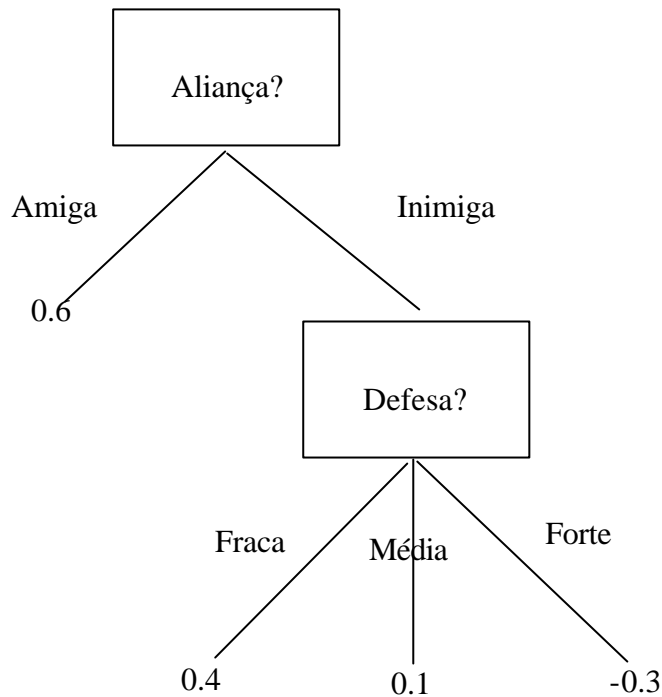 Aliança?
Amiga
Inimiga
0.6
Defesa?
Fraca
Média
Forte
0.4
0.1
-0.3